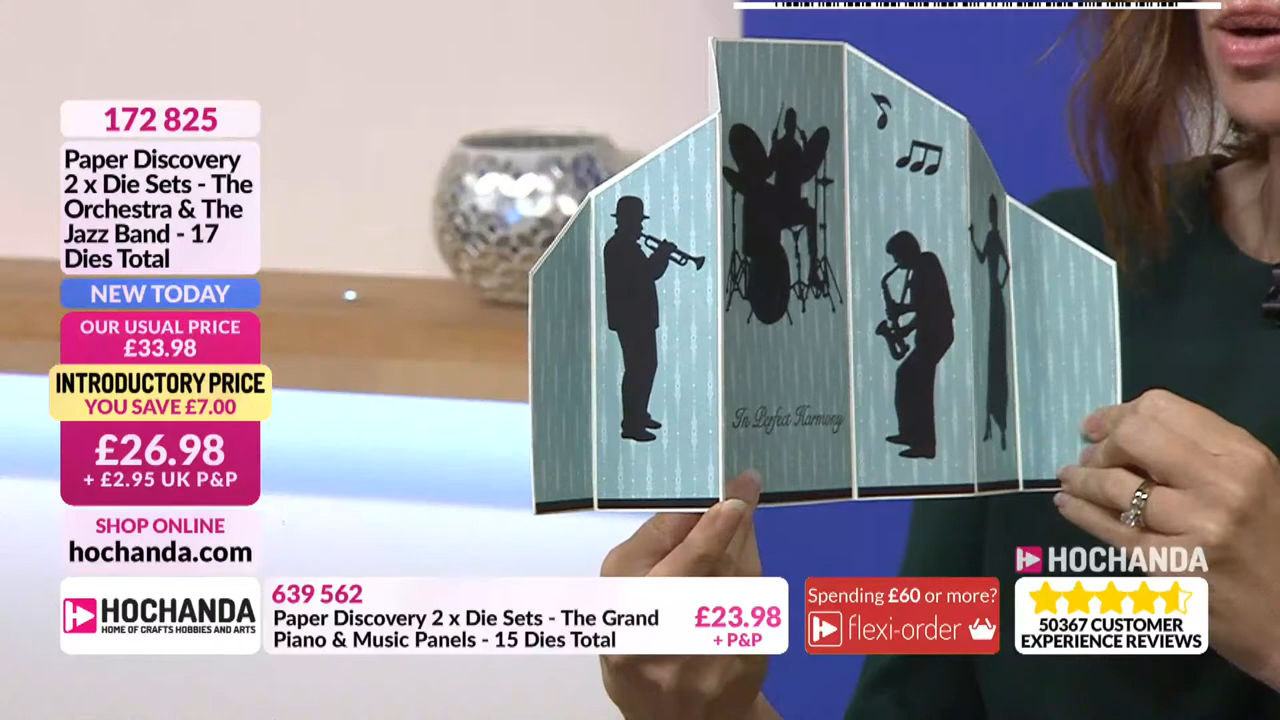 172 825
Paper Discovery
2 x Die Sets - The
Orchestra & The
Jazz Band - 17
Dies Total
NEW TODAY
OUR USUAL PRICE
£33.98
INTRODUCTORY PRICE
YOU SAVE £7.00
£26.98
+ £2.95 UK P&P
SHOP ONLINE
hochanda.com
In Perfect Harmony
HOCHANDA
HOME OF CRAFTS HOBBIES AND ARTS
639 562
Paper Discovery 2 x Die Sets - The Grand
Piano & Music Panels - 15 Dies Total
£23.98
+ P&P
Spending £60 or more?
flexi-order
HOCHANDA
50367 CUSTOMER
EXPERIENCE REVIEWS